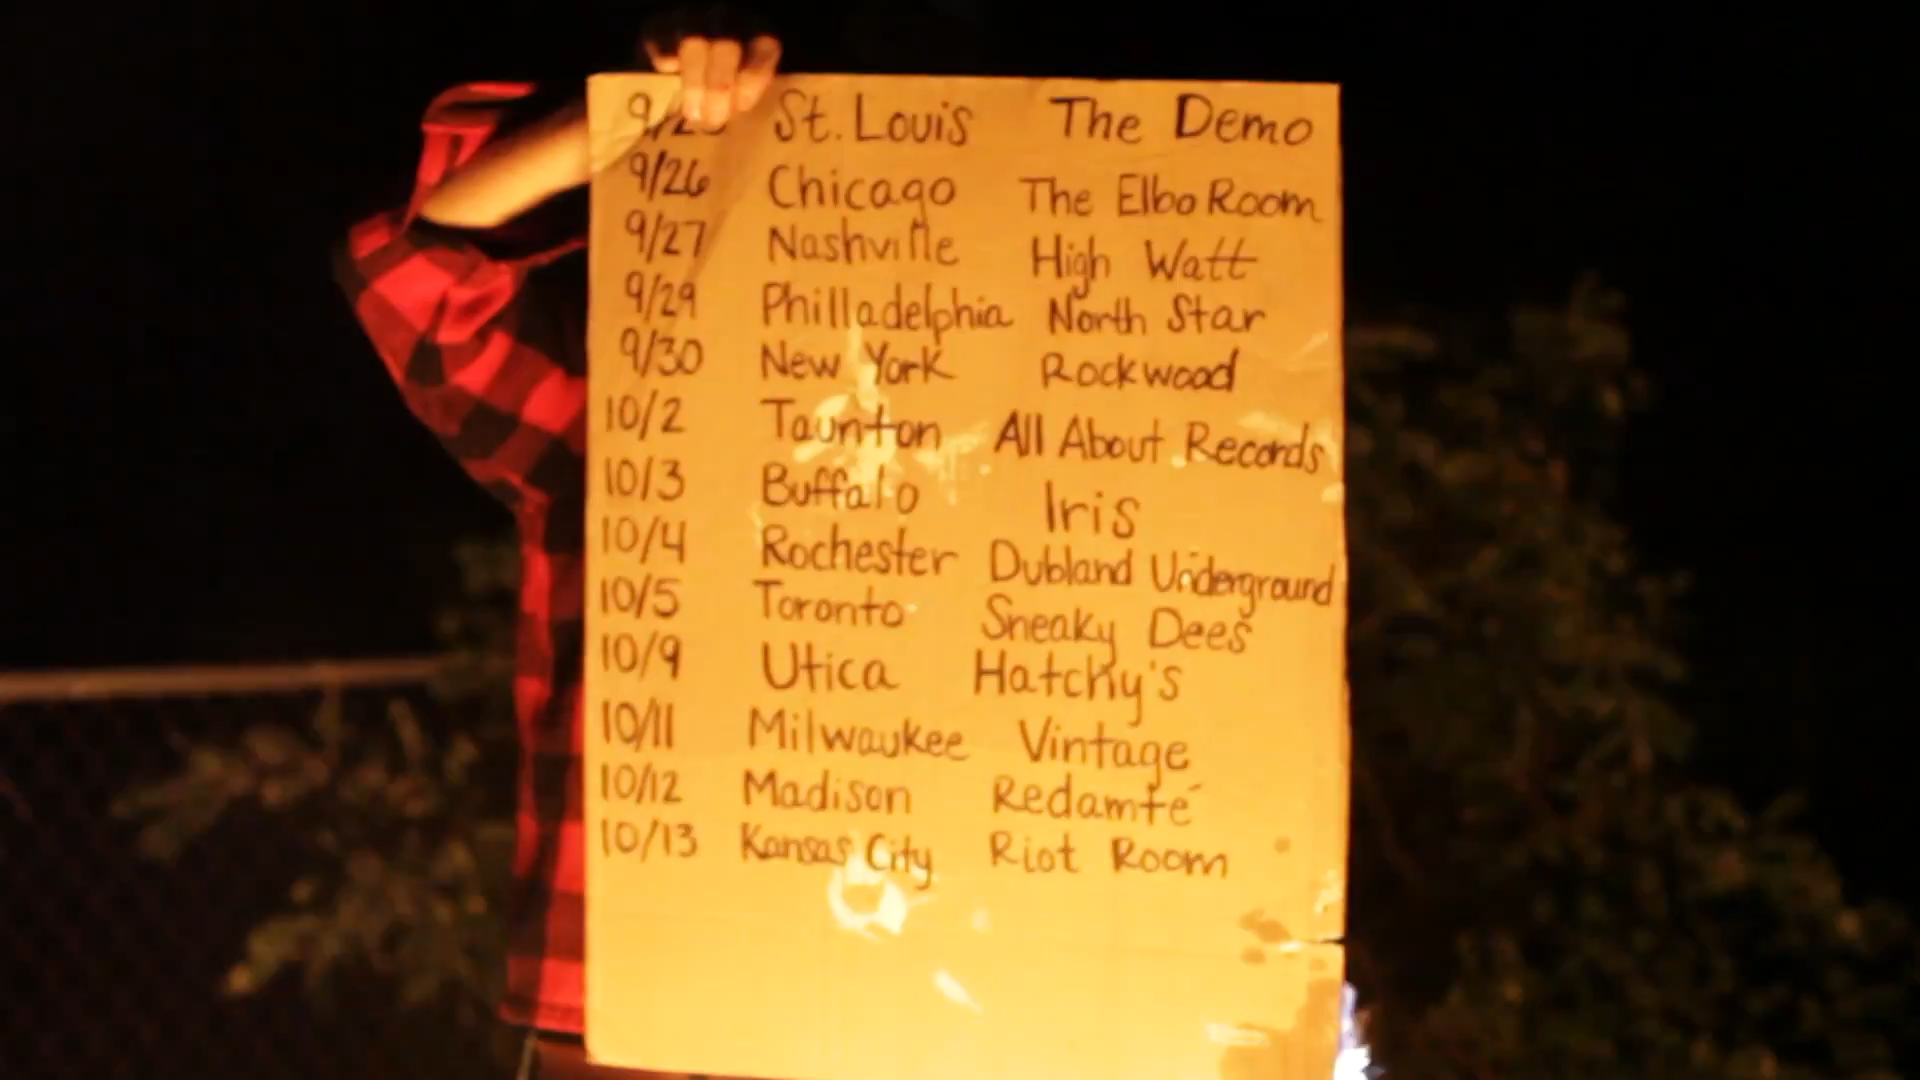 St. Louis The Demo
9/26 Chicago The Elbo Room
9/27 Nashville High Watt
9/29 Philladelphia North Star
9/30 New York Rockwood
10/2 Taunton All About Records
10/3 Buffalo Iris
10/4 Rochester Dubland Underground
10/5 Toronto Sneaky Dees
10/9 Utica Hatchy's
10/11 Milwaukee Vintage
10/12 Madison Redamté
10/13 Kansas City Riot Room